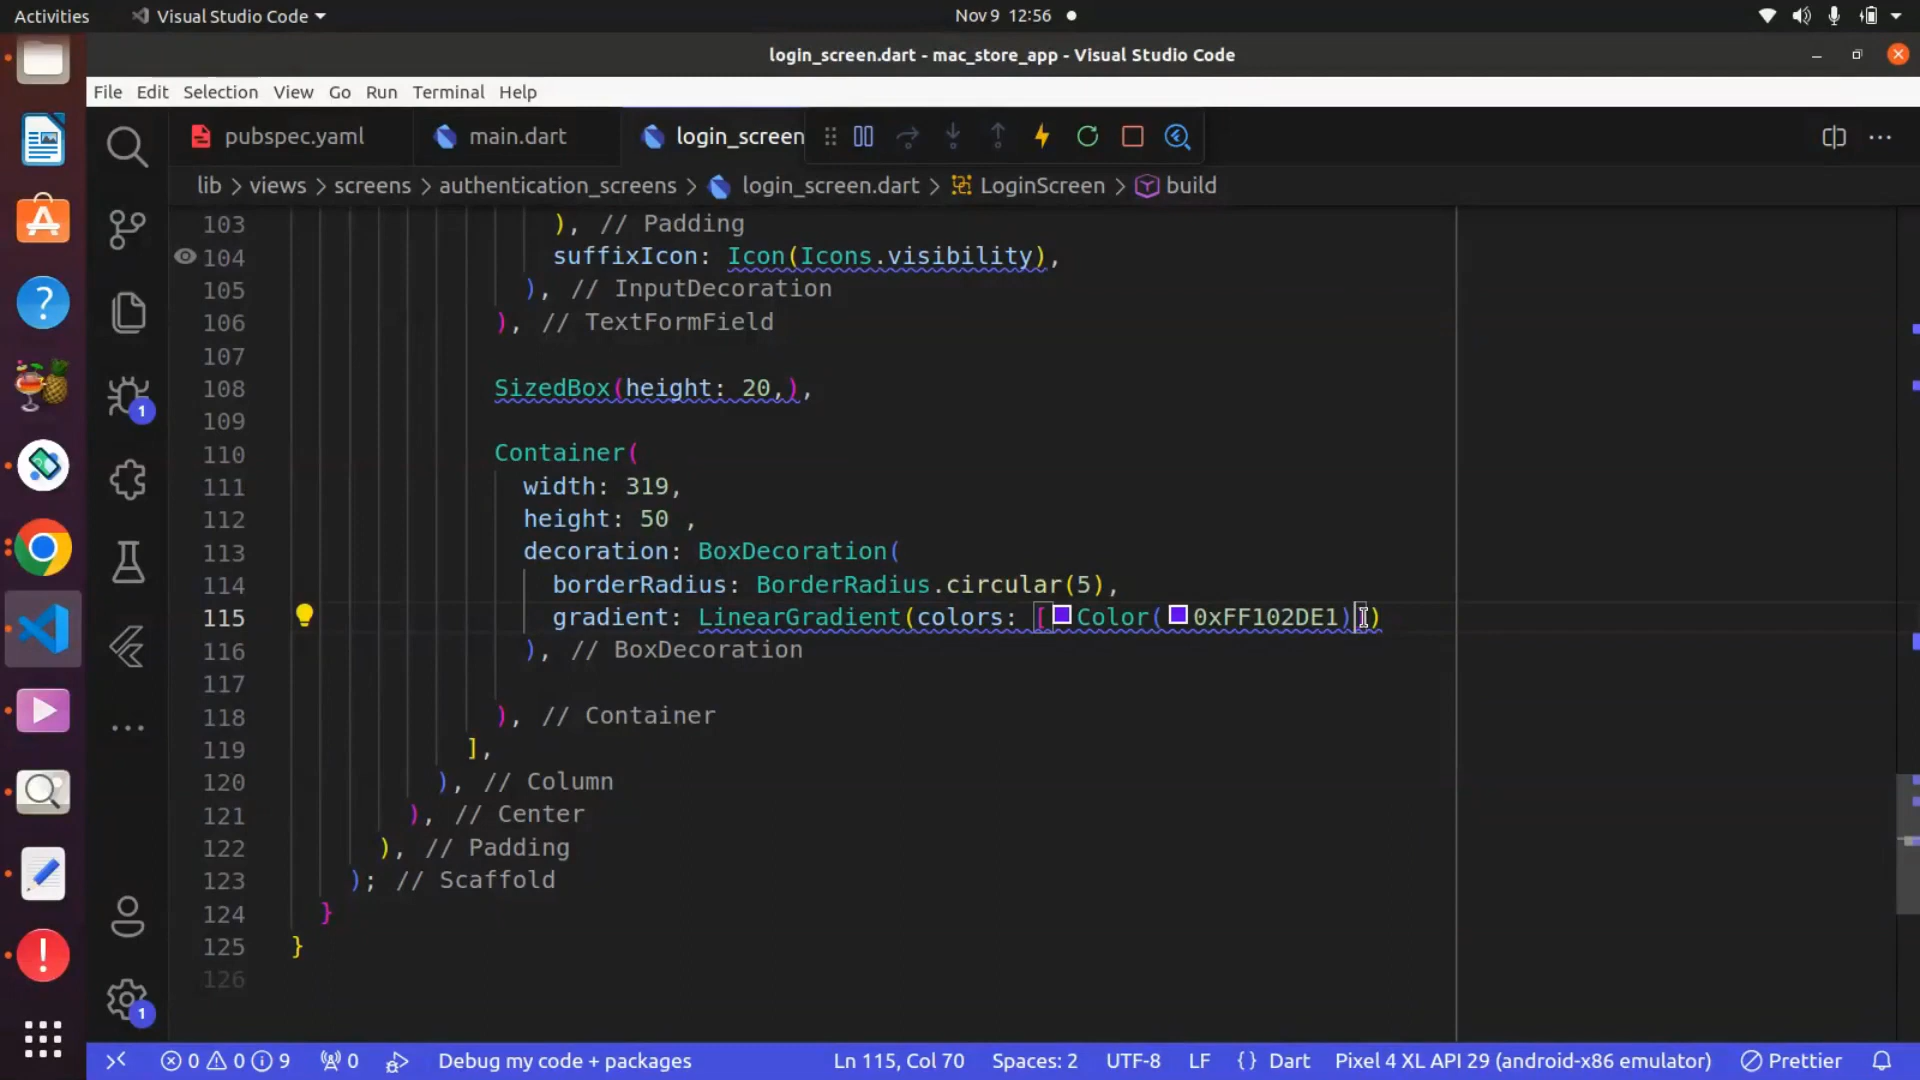 Activities
Visual Studio Code
Nov 9 12:56
login_screen.dart - mac_store_app - Visual Studio Code
File Edit Selection View Go Run Terminal Help
pubspec.yaml
main.dart
login_screen
lib > views > screens > authentication_screens > login_screen.dart > LoginScreen > build
103 ), // Padding
104 suffixIcon: Icon(Icons.visibility),
105 ), // InputDecoration
106 ), // TextFormField
107
108 SizedBox(height: 20,),
109
110 Container(
111 width: 319,
112 height: 50 ,
113 decoration: BoxDecoration(
114 borderRadius: BorderRadius.circular(5),
115 gradient: LinearGradient(colors: [Color(0xFF102DE1)])
116 ), // BoxDecoration
117
118 ), // Container
119 ],
120 ), // Column
121 ), // Center
122 ), // Padding
123 ); // Scaffold
124 }
125 }
126
1
1
0 0 9 0 Debug my code + packages Ln 115, Col 70 Spaces: 2 UTF-8 LF {} Dart Pixel 4 XL API 29 (android-x86 emulator) Prettier